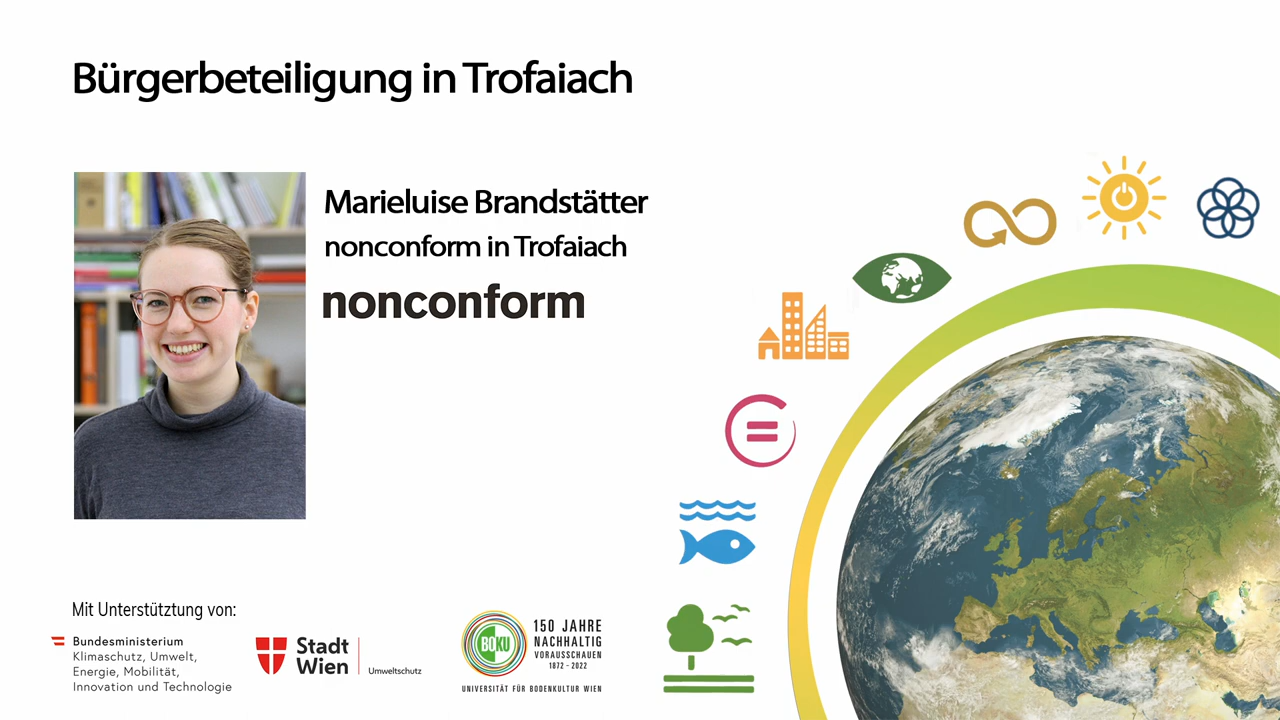 Bürgerbeteiligung in Trofaiach
Marieluise Brandstätter
nonconform in Trofaiach
nonconform
Mit Unterstütztung von:
Bundesministerium
Klimaschutz, Umwelt,
Energie, Mobilität,
Innovation und Technologie
Stadt
Wien
Umweltschutz
BOKU
150 JAHRE
NACHHALTIG
VORAUSSCHAUEN
1872 - 2022
UNIVERSITÄT FÜR BODENKULTUR WIEN